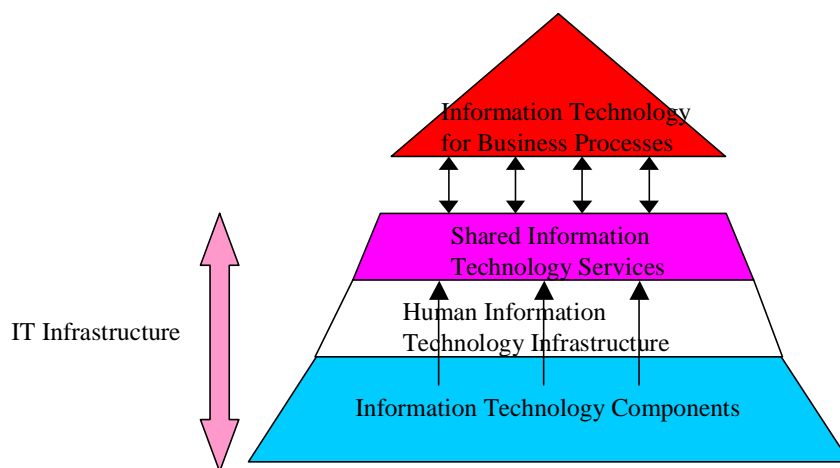 Information Technology
for Business Processes
Shared Information
Technology Services
Human Information
Technology Infrastructure
IT Infrastructure
Information Technology Components